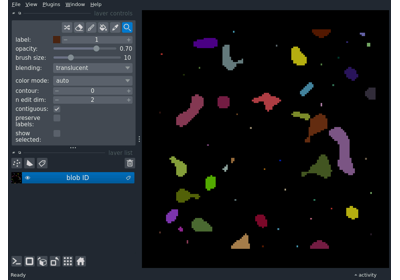 File View Plugins Window Help
layer controls
label: 1
opacity: 0.70
brush size: 10
blending: translucent
color mode: auto
contour: 0
n edit dim: 2
contiguous:
preserve
labels:
show
selected:
layer list
blob ID
Ready
activity